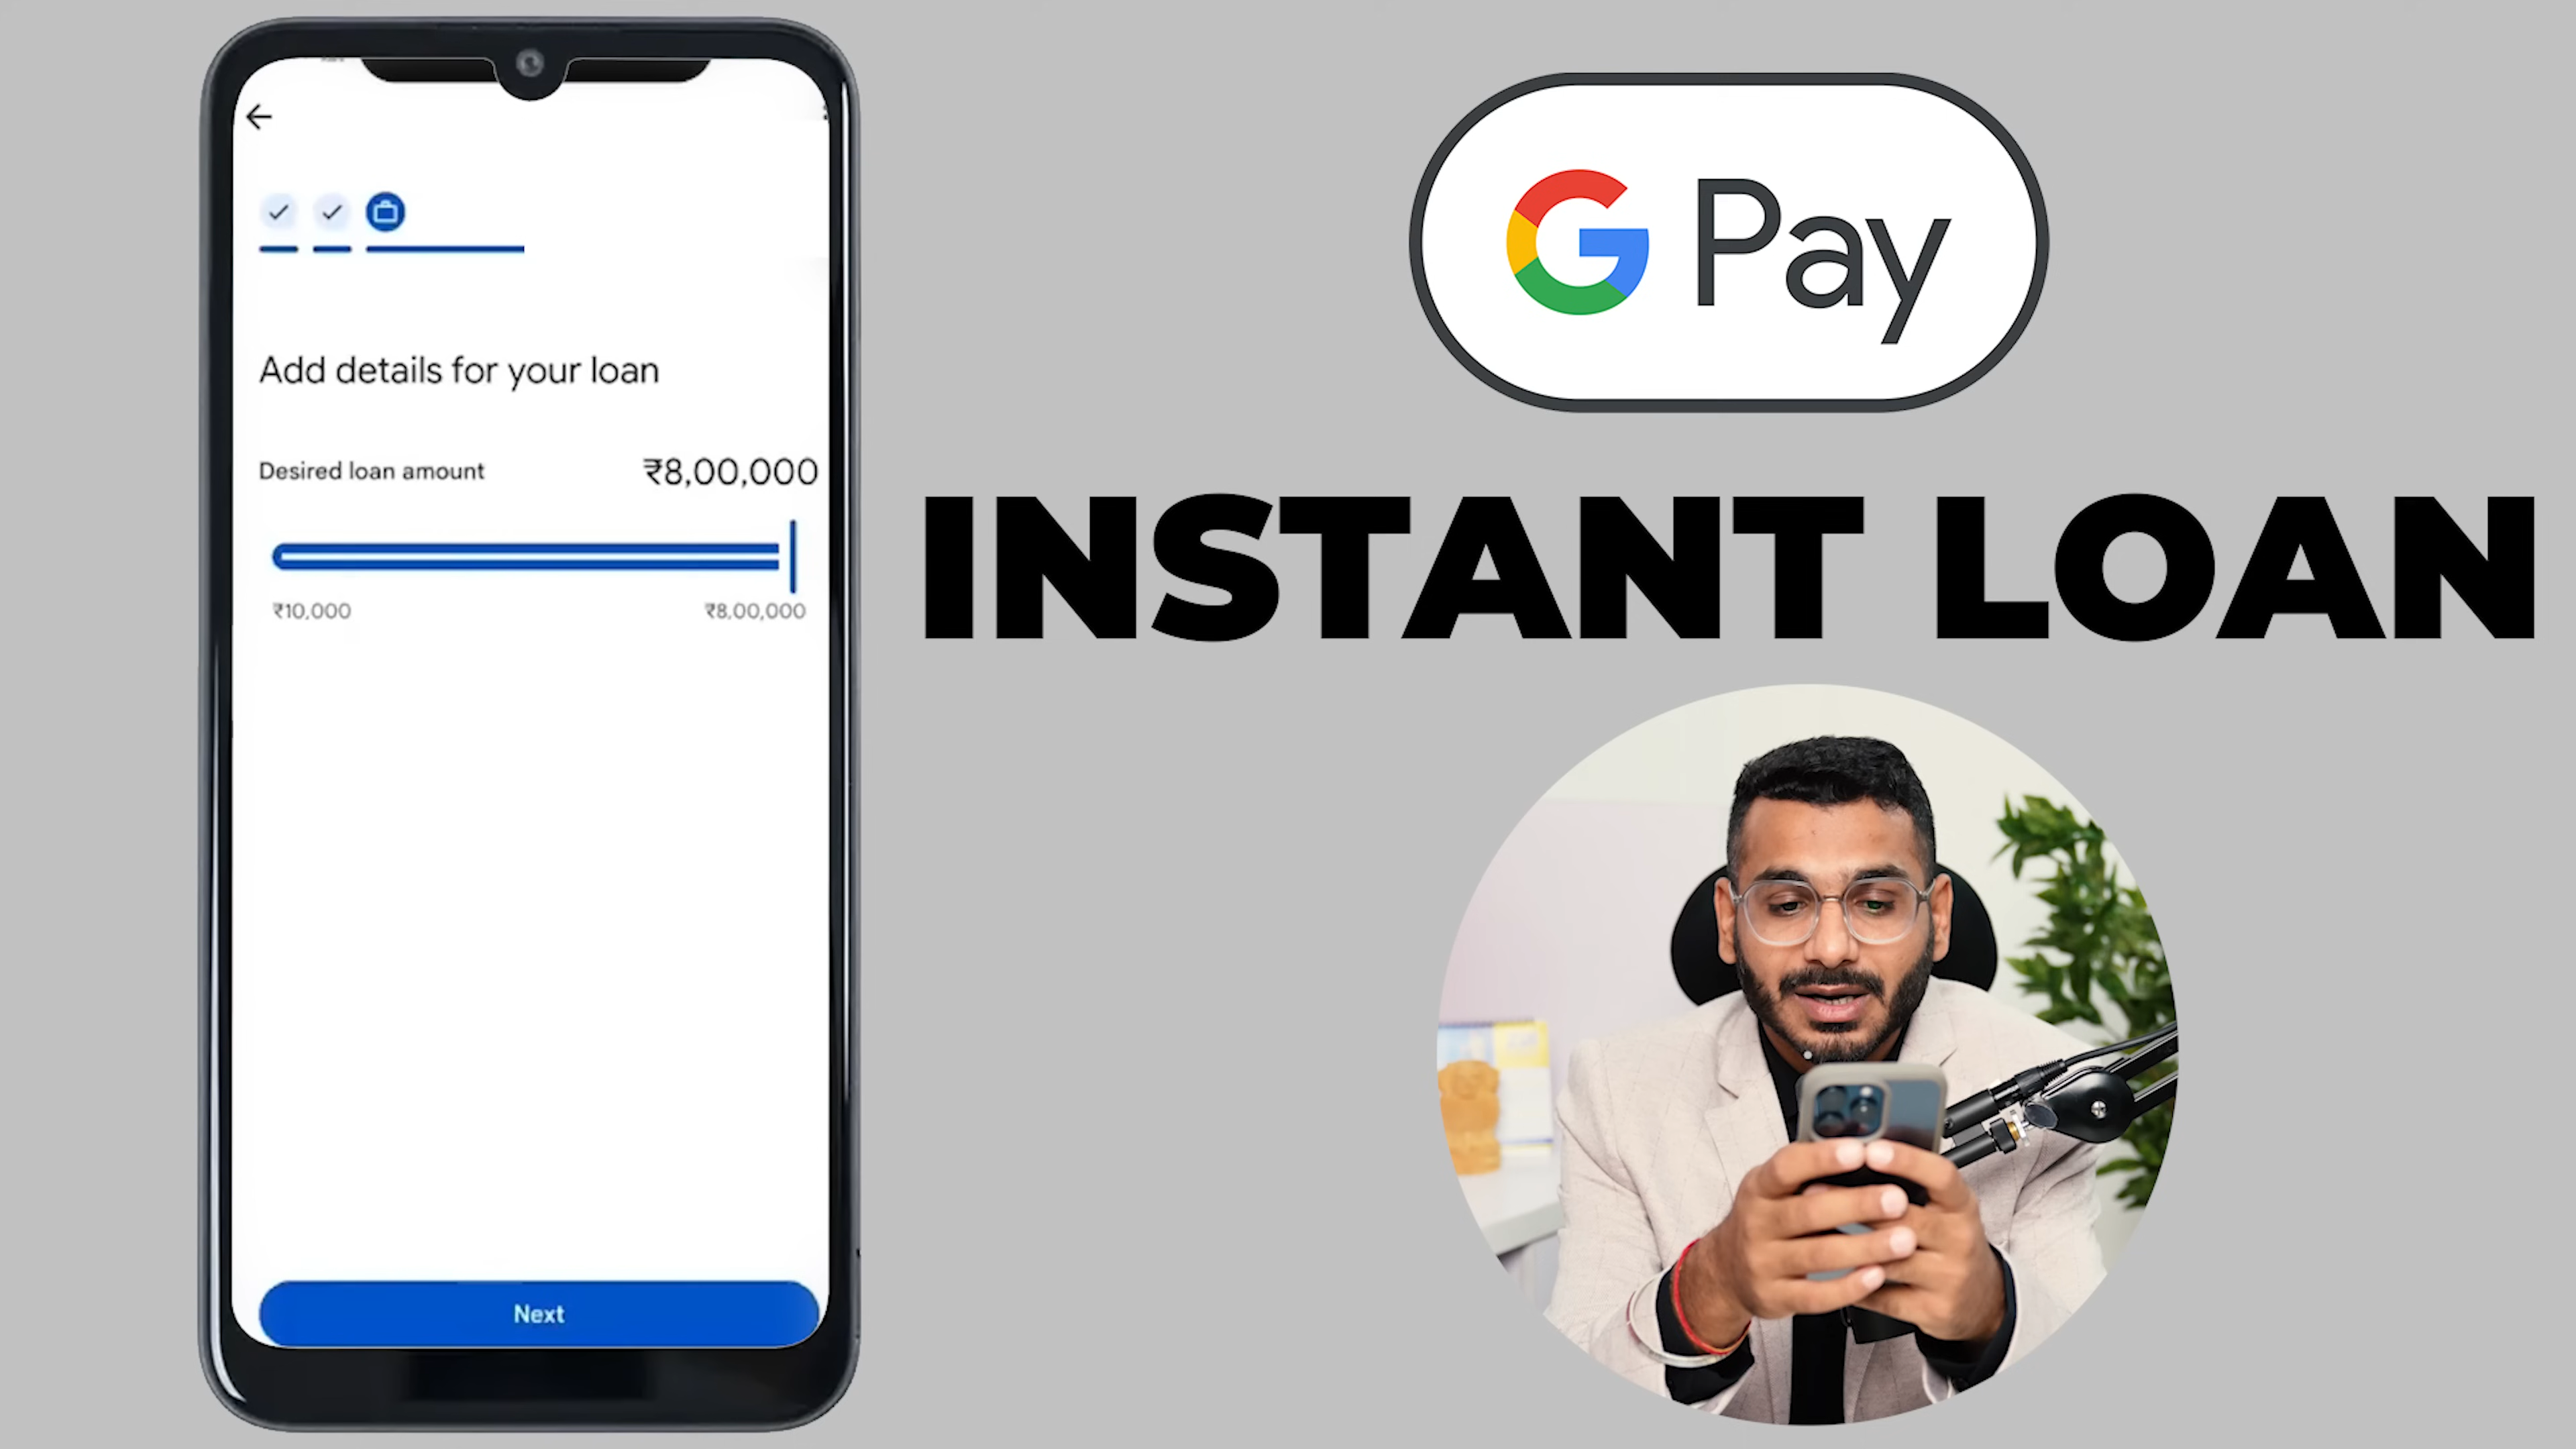 Add details for your loan
Desired loan amount ₹8,00,000
₹10,000 ₹8,00,000
Next
G Pay
INSTANT LOAN